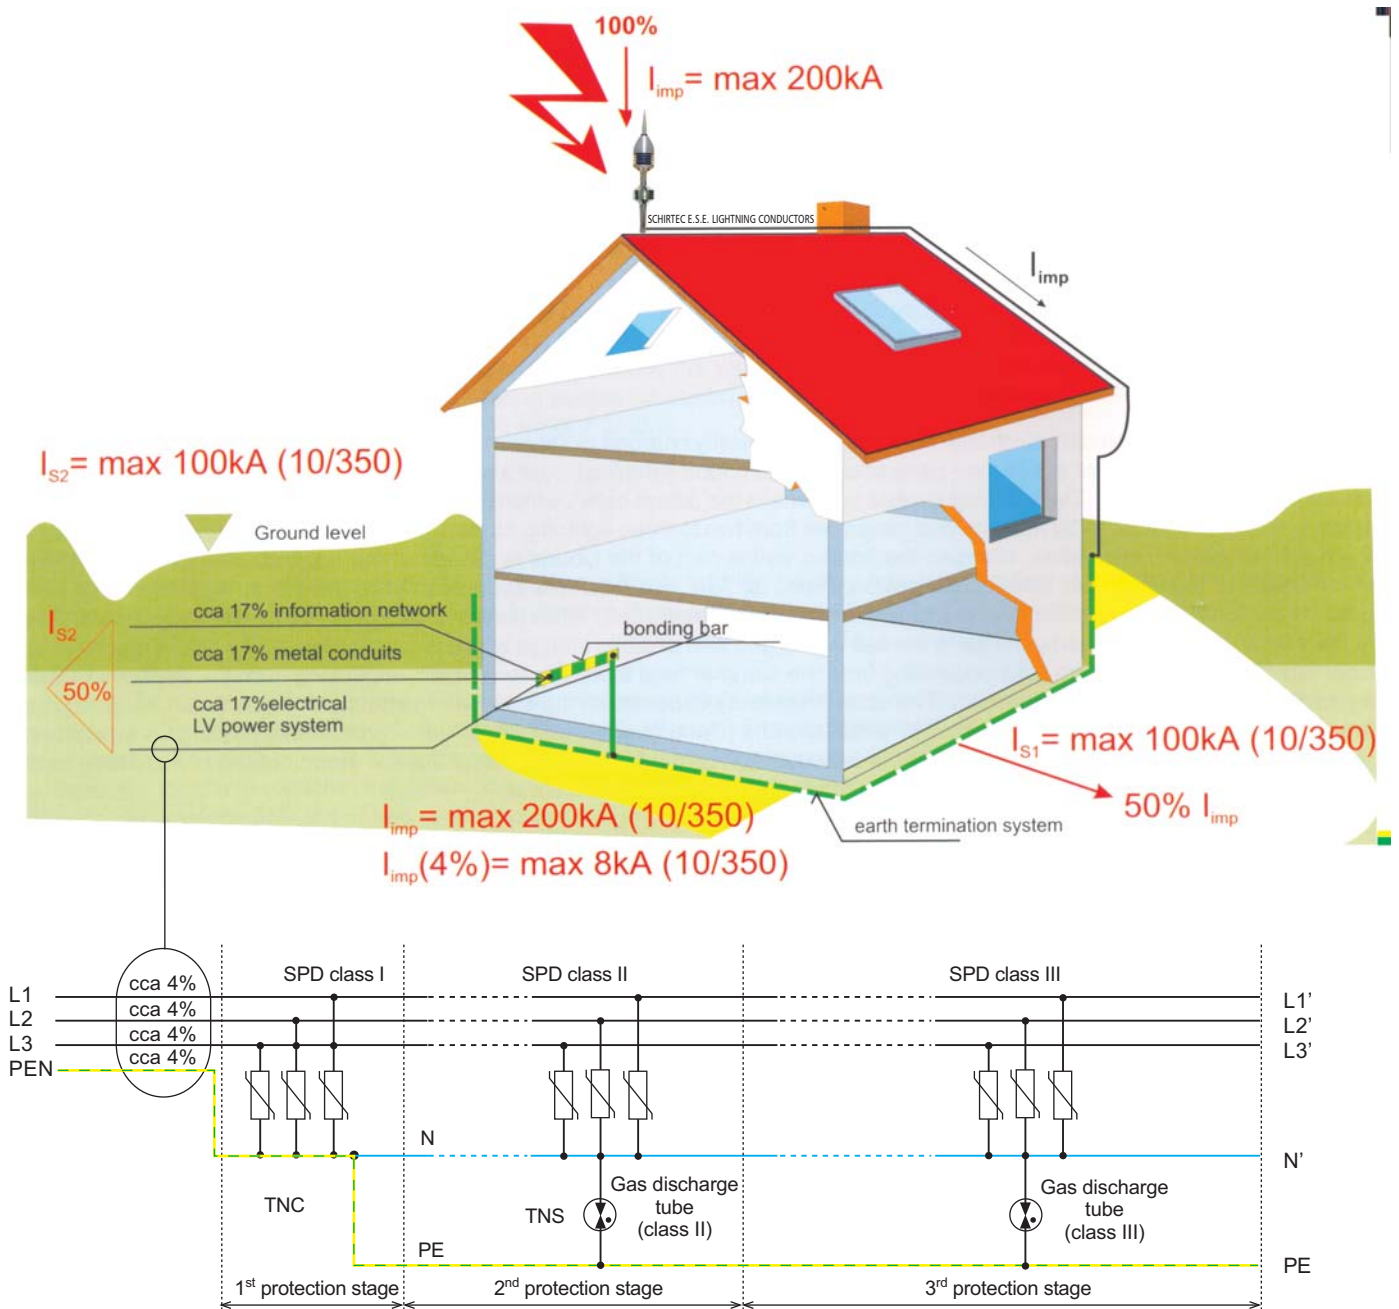 100%
Iimp= max 200kA
SCHIRTEC E.S.E. LIGHTNING CONDUCTORS
Iimp
IS2= max 100kA (10/350)
Ground level
IS2
50%
cca 17% information network
cca 17% metal conduits
cca 17%electrical
LV power system
bonding bar
IS1= max 100kA (10/350)
50% Iimp
Iimp= max 200kA (10/350)
Iimp(4%)= max 8kA (10/350)
earth termination system
SPD class I
SPD class II
SPD class III
L1
cca 4%
L1’
L2
cca 4%
L2’
L3
cca 4%
L3’
PEN
cca 4%
N
N’
TNC
TNS
Gas discharge
tube
(class II)
Gas discharge
tube
(class III)
PE
PE
1st protection stage
2nd protection stage
3rd protection stage